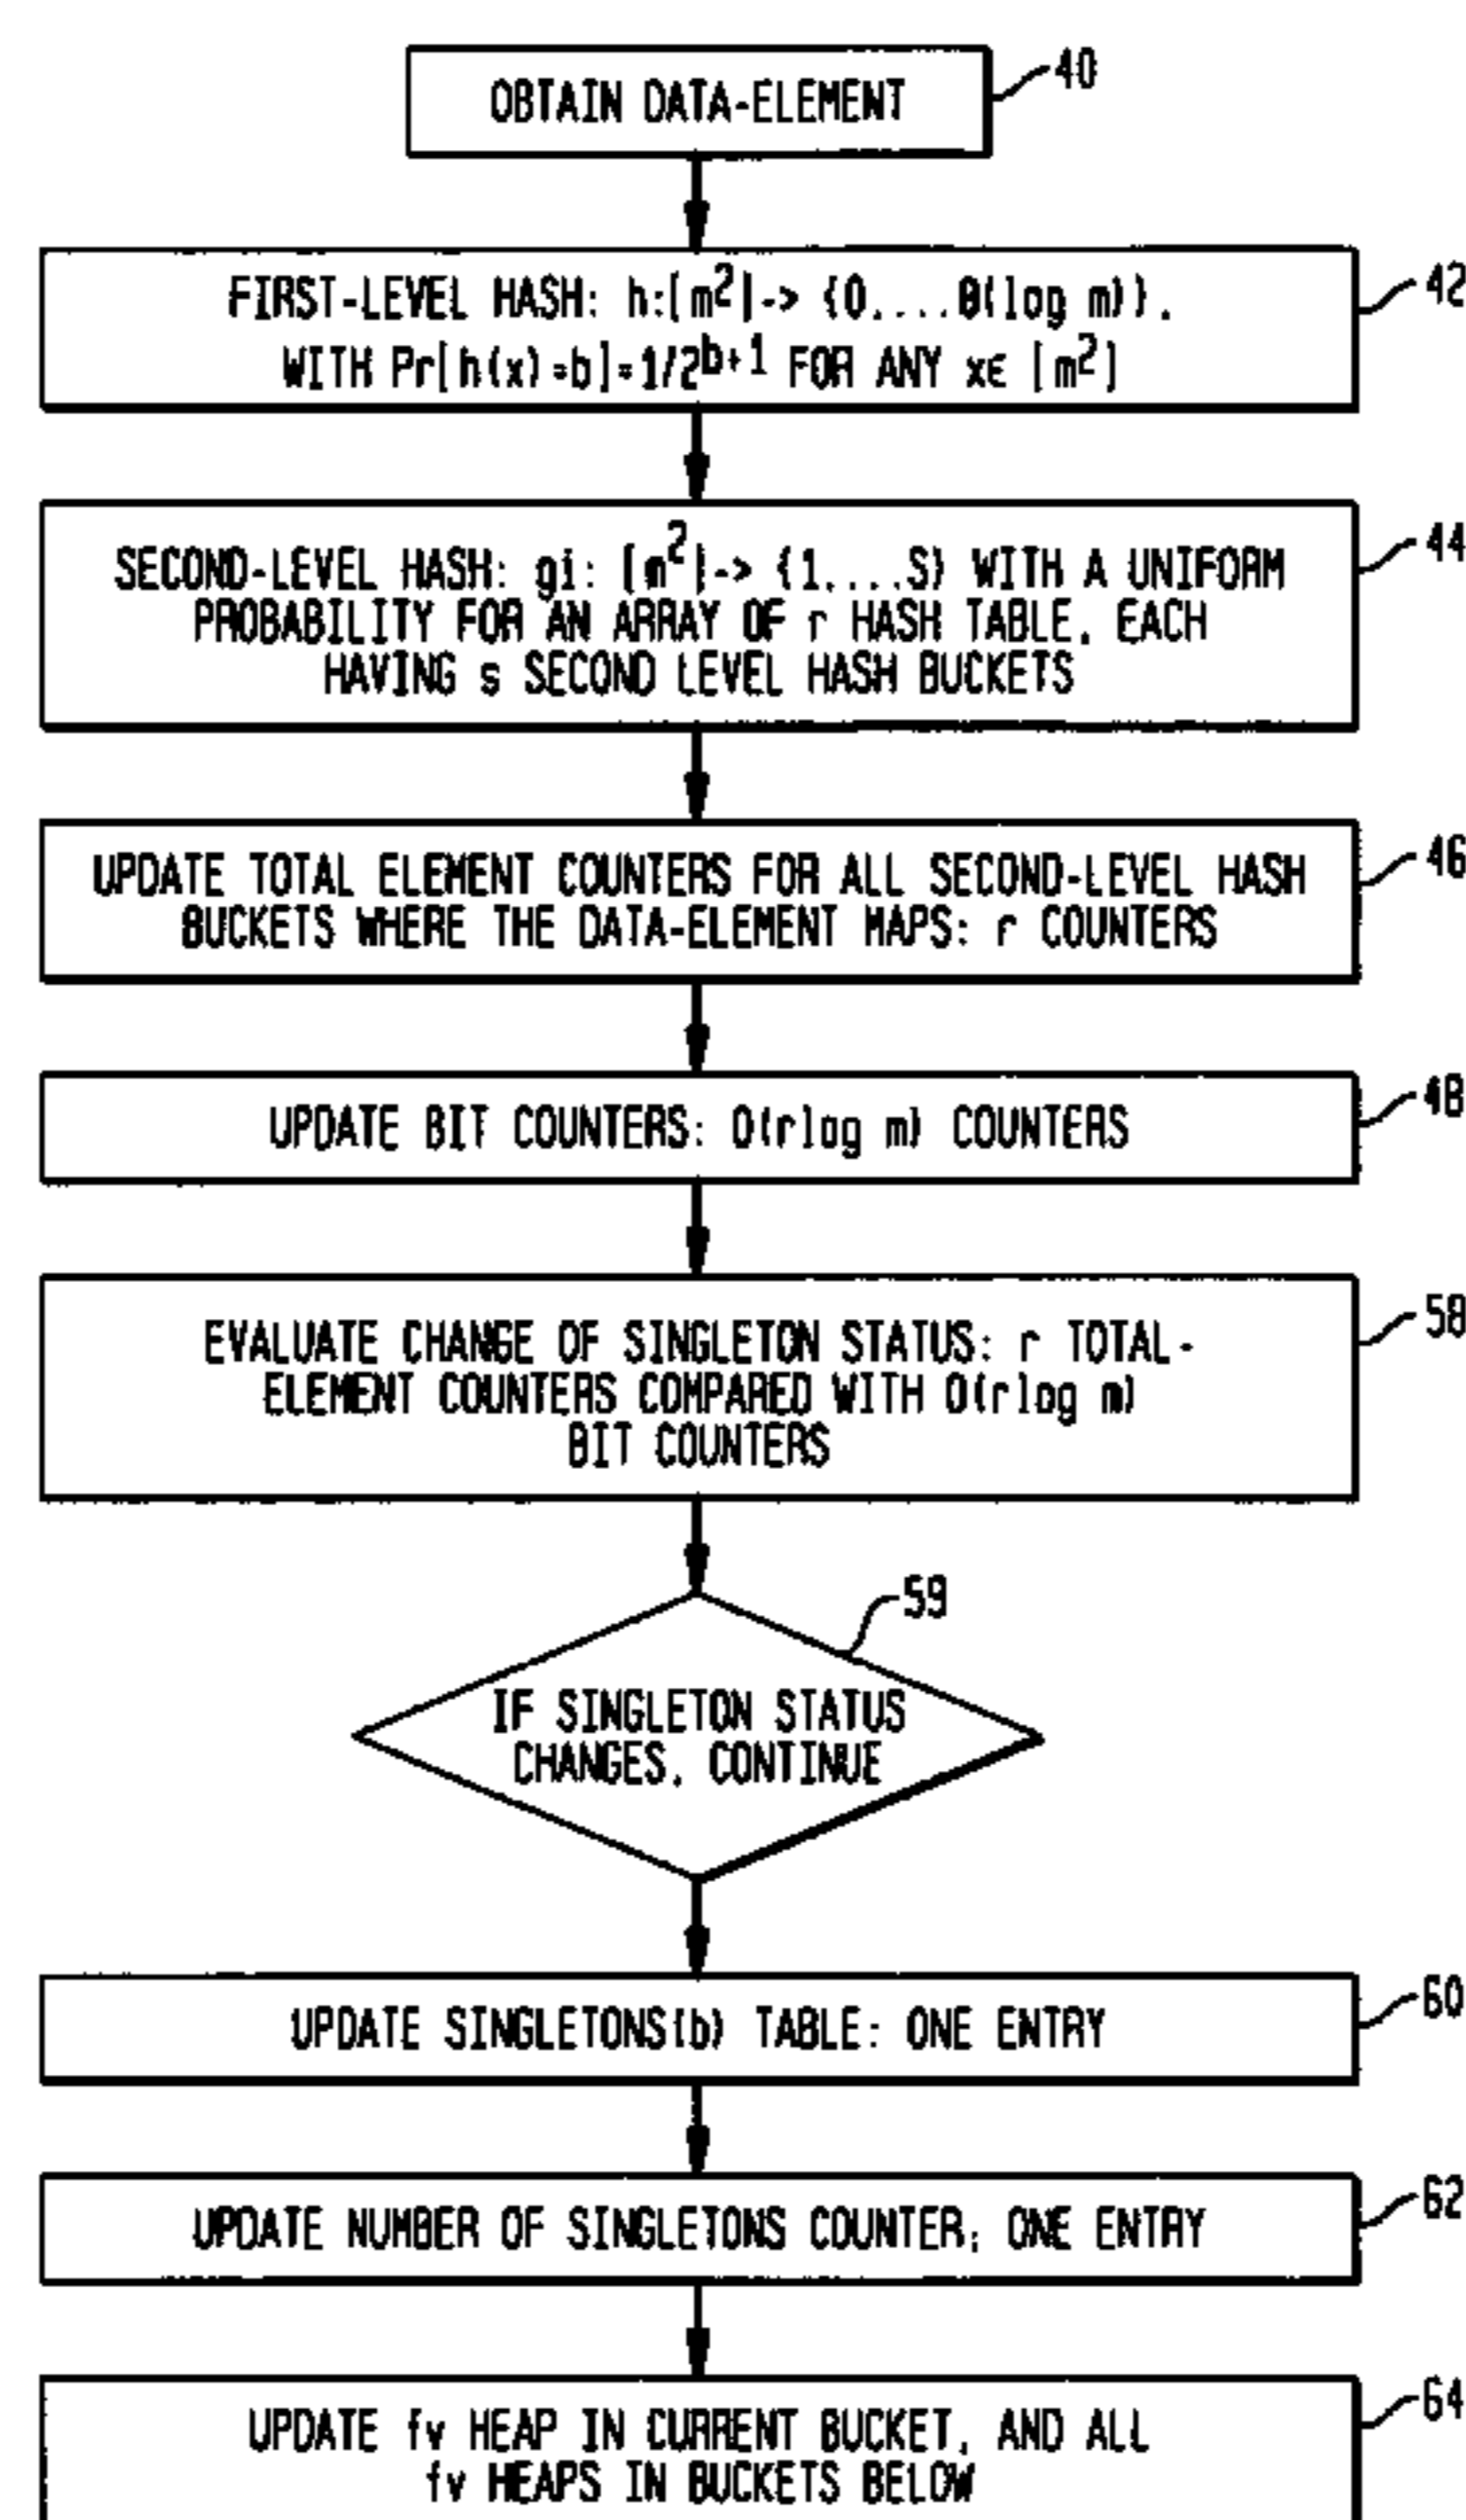 OBTAIN DATA-ELEMENT
40
FIRST-LEVEL HASH: h:[m²]-> {0,...Θ(log m)},
WITH Pr[h(x)=b]=1/2^b+1 FOR ANY x∈ [m²]
42
SECOND-LEVEL HASH: gi: [m²]-> {1,...S} WITH A UNIFORM
PROBABILITY FOR AN ARRAY OF r HASH TABLE, EACH
HAVING s SECOND LEVEL HASH BUCKETS
44
UPDATE TOTAL ELEMENT COUNTERS FOR ALL SECOND-LEVEL HASH
BUCKETS WHERE THE DATA-ELEMENT MAPS: r COUNTERS
46
UPDATE BIT COUNTERS: O(rlog m) COUNTERS
48
EVALUATE CHANGE OF SINGLETON STATUS: r TOTAL-
ELEMENT COUNTERS COMPARED WITH O(rlog m)
BIT COUNTERS
58
59
IF SINGLETON STATUS
CHANGES, CONTINUE
UPDATE SINGLETONS(b) TABLE: ONE ENTRY
60
UPDATE NUMBER OF SINGLETONS COUNTER; ONE ENTRY
62
UPDATE fv HEAP IN CURRENT BUCKET, AND ALL
fv HEAPS IN BUCKETS BELOW
64